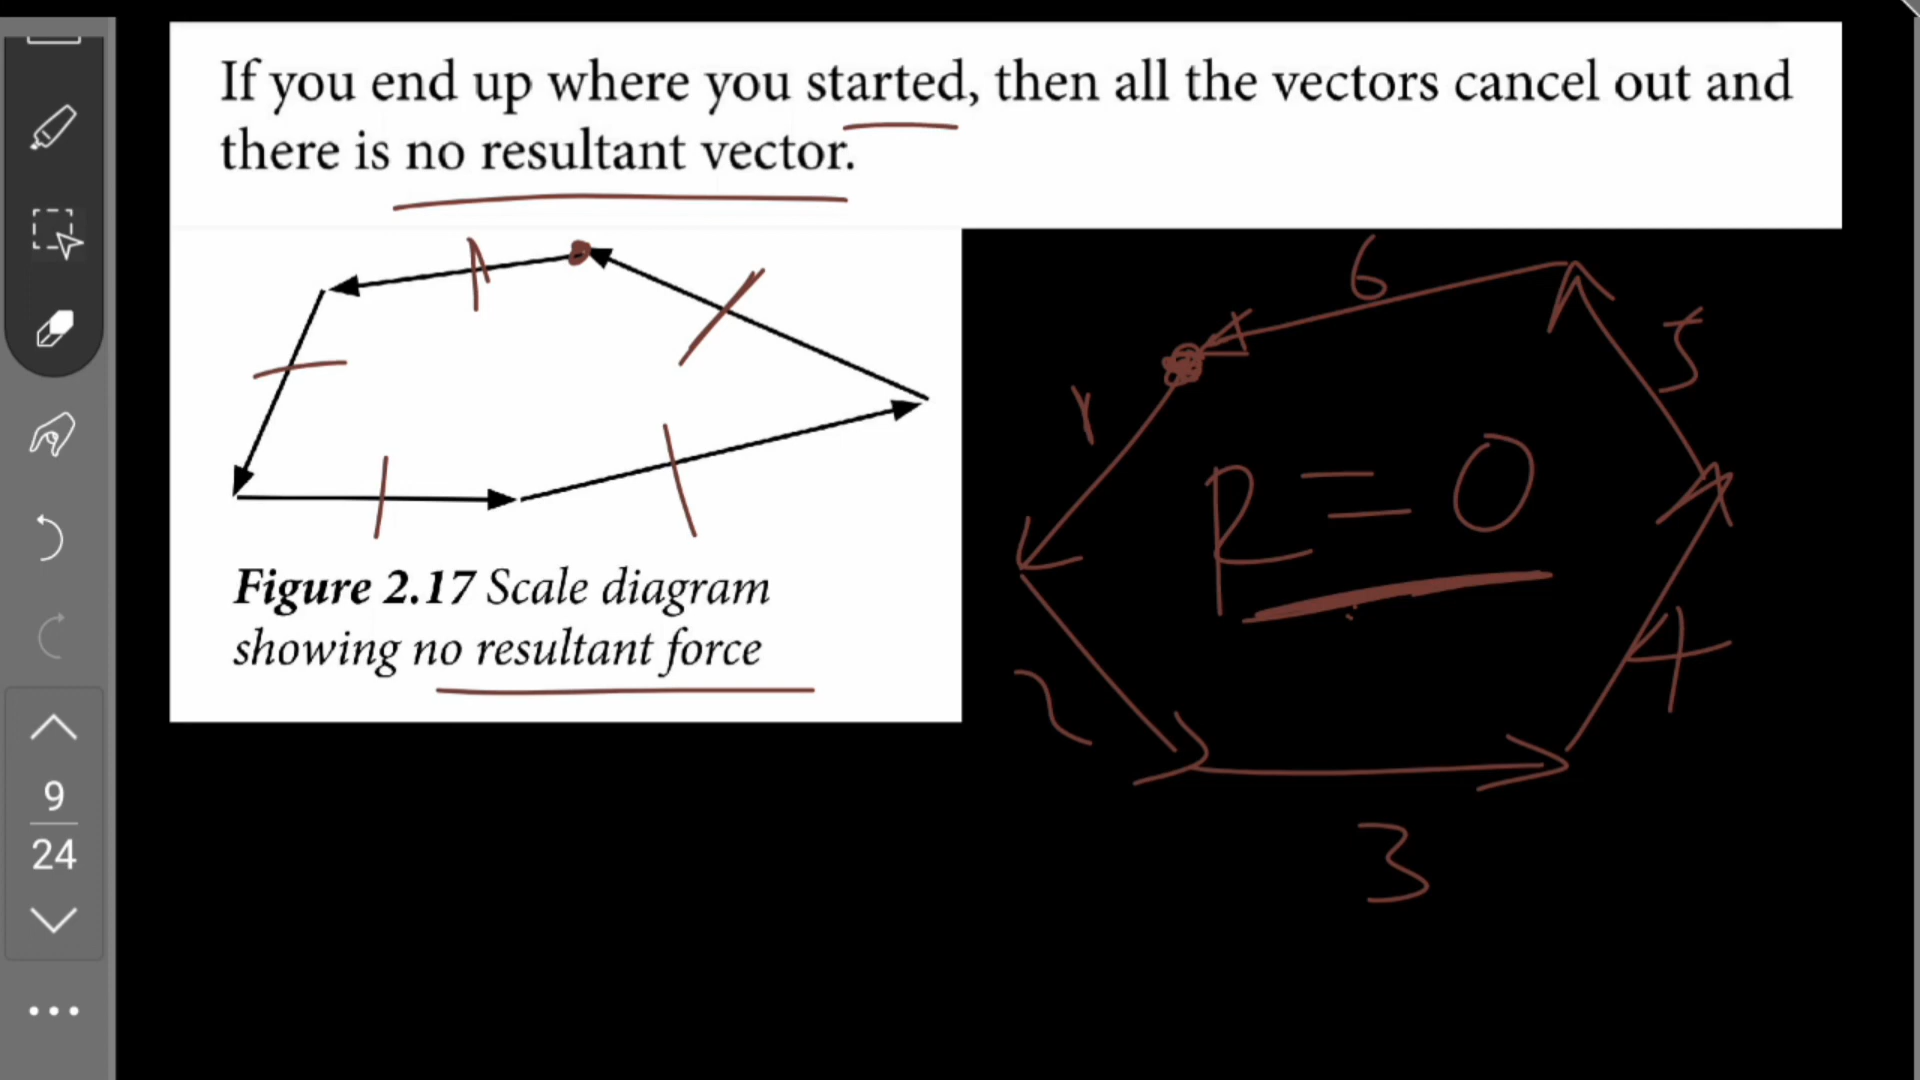 If you end up where you started, then all the vectors cancel out and
there is no resultant vector.
Figure 2.17 Scale diagram
showing no resultant force
6
5
1
R = 0
4
2
3
9
24